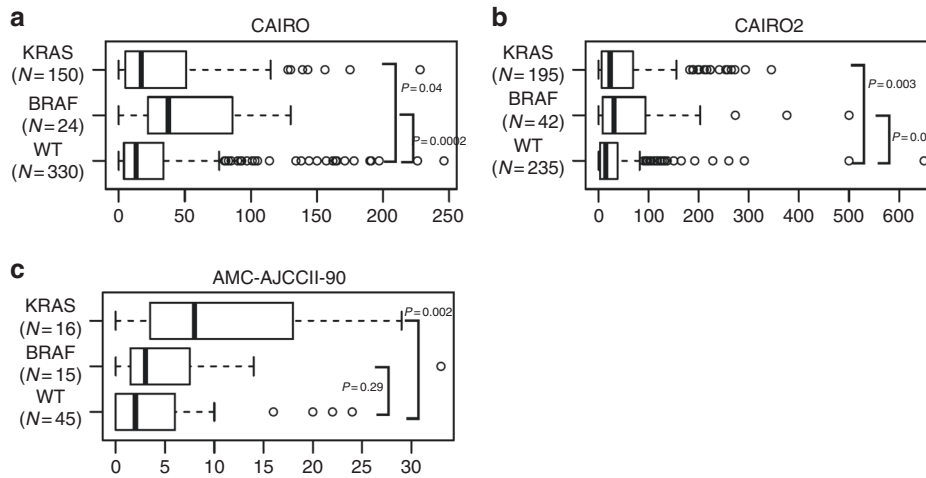 a
CAIRO
KRAS
(N=150)
BRAF
(N=24)
WT
(N=330)
P=0.04
P=0.0002
0 50 100 150 200 250
b
CAIRO2
KRAS
(N=195)
BRAF
(N=42)
WT
(N=235)
P=0.003
P=0.0
0 100 200 300 400 500 600
c
AMC-AJCCII-90
KRAS
(N=16)
BRAF
(N=15)
WT
(N=45)
P=0.002
P=0.29
0 5 10 15 20 25 30